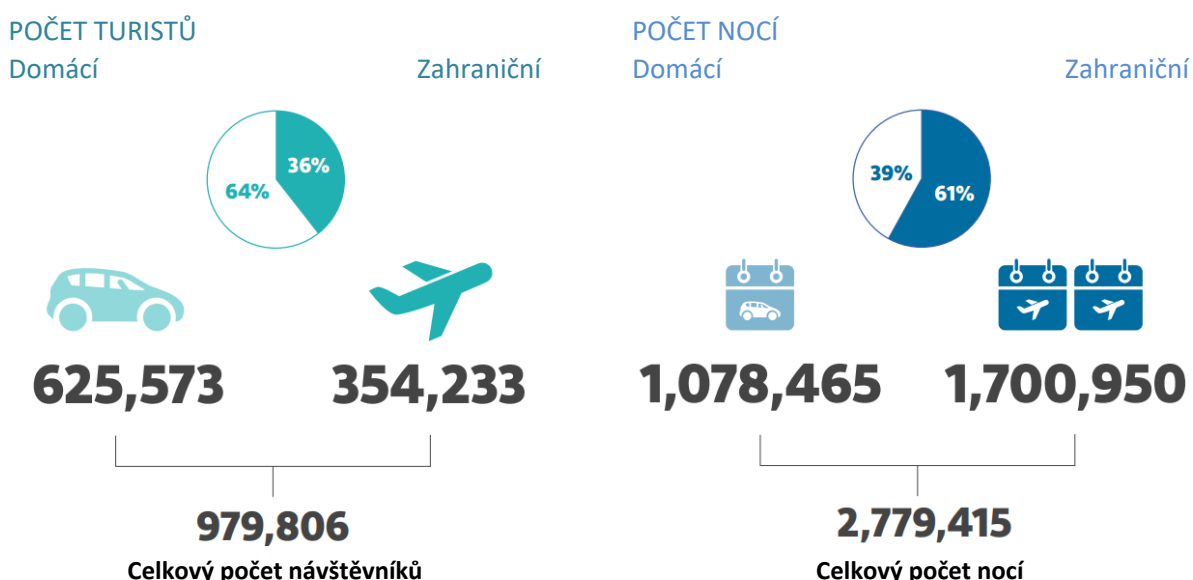 POČET TURISTŮ
Domácí Zahraniční
36%
64%
625,573 354,233
979,806
Celkový počet návštěvníků
POČET NOCÍ
Domácí Zahraniční
39%
61%
1,078,465 1,700,950
2,779,415
Celkový počet nocí